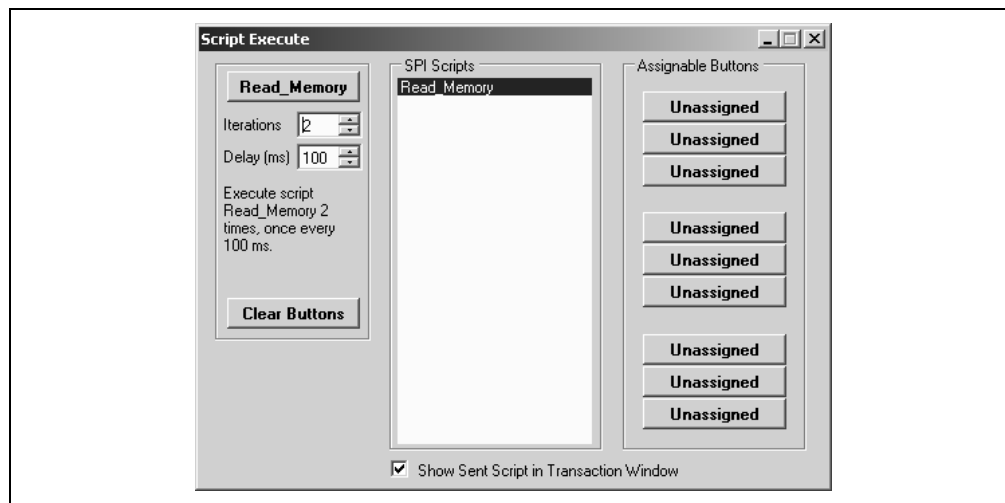 Script Execute
Read_Memory
Iterations 2
Delay (ms) 100
Execute script
Read_Memory 2
times, once every
100 ms.
Clear Buttons
SPI Scripts
Read_Memory
Assignable Buttons
Unassigned
Unassigned
Unassigned
Unassigned
Unassigned
Unassigned
Unassigned
Unassigned
Unassigned
Show Sent Script in Transaction Window